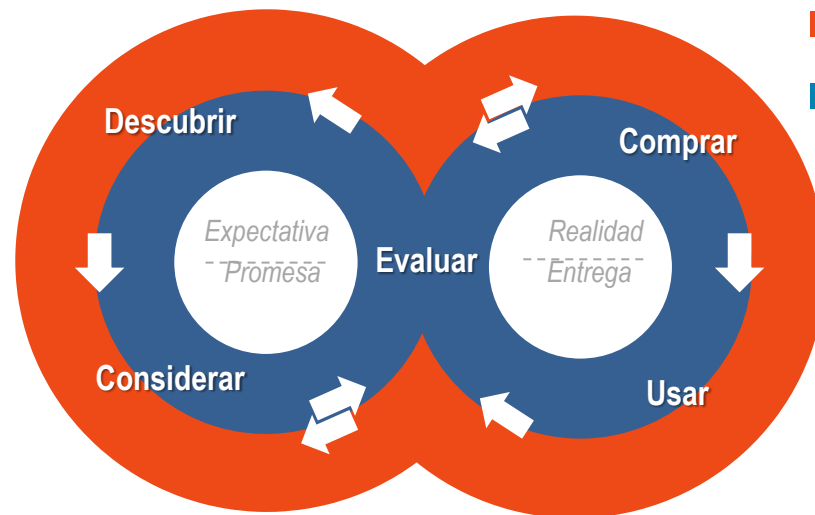 Descubrir
Comprar
Expectativa
Promesa
Evaluar
Realidad
Entrega
Considerar
Usar